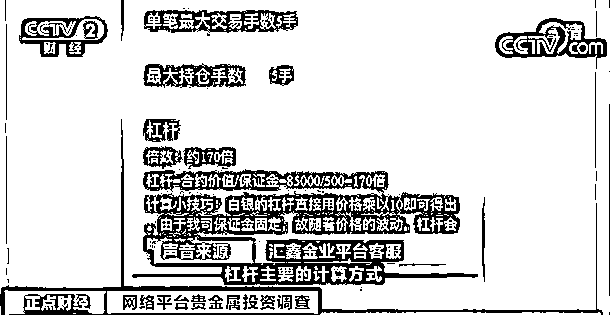 CCTV 2
财经
CCTV.com
单笔最大交易手数5手
最大持仓手数 5手
杠杆
倍数：约170倍
杠杆=合约价值/保证金=85000/500=170倍
计算小技巧：白银的杠杆直接用价格乘以10即可得出
。由于我司保证金固定，故随着价格的波动，杠杆会
声音来源 汇鑫金业平台客服
杠杆主要的计算方式
正点财经 网络平台贵金属投资调查